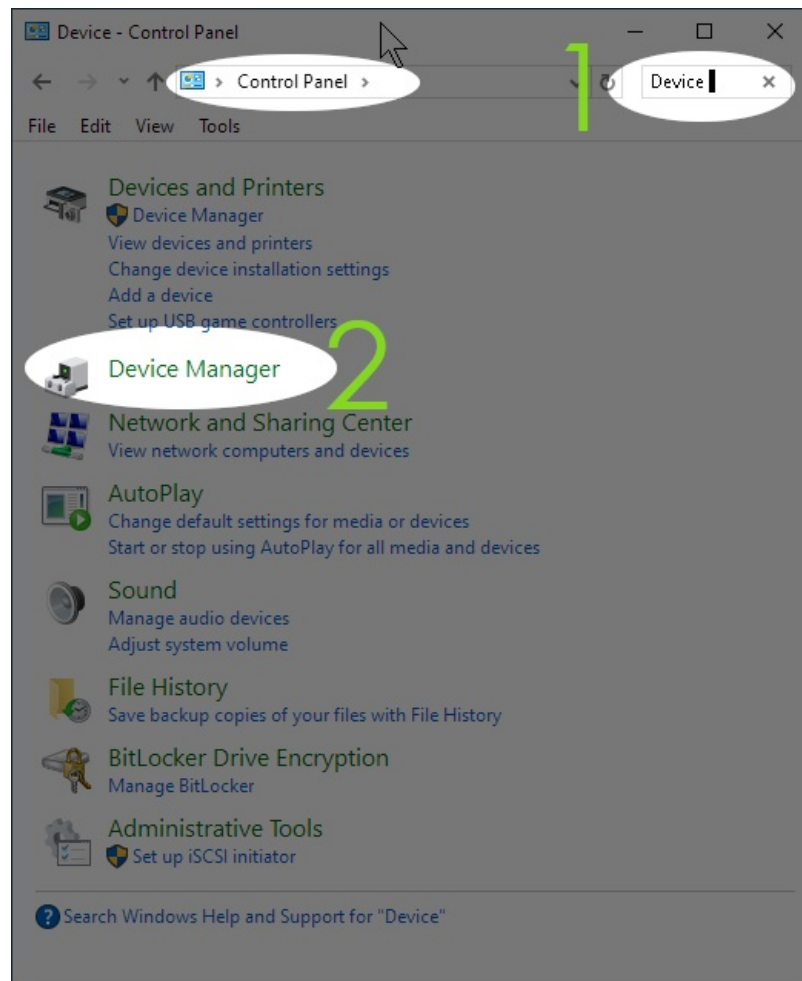 Device - Control Panel
1
Control Panel
Device
File Edit View Tools
Devices and Printers
Device Manager
View devices and printers
Change device installation settings
Add a device
Set up USB game controllers
Device Manager
2
Network and Sharing Center
View network computers and devices
AutoPlay
Change default settings for media or devices
Start or stop using AutoPlay for all media and devices
Sound
Manage audio devices
Adjust system volume
File History
Save backup copies of your files with File History
BitLocker Drive Encryption
Manage BitLocker
Administrative Tools
Set up iSCSI initiator
Search Windows Help and Support for "Device"